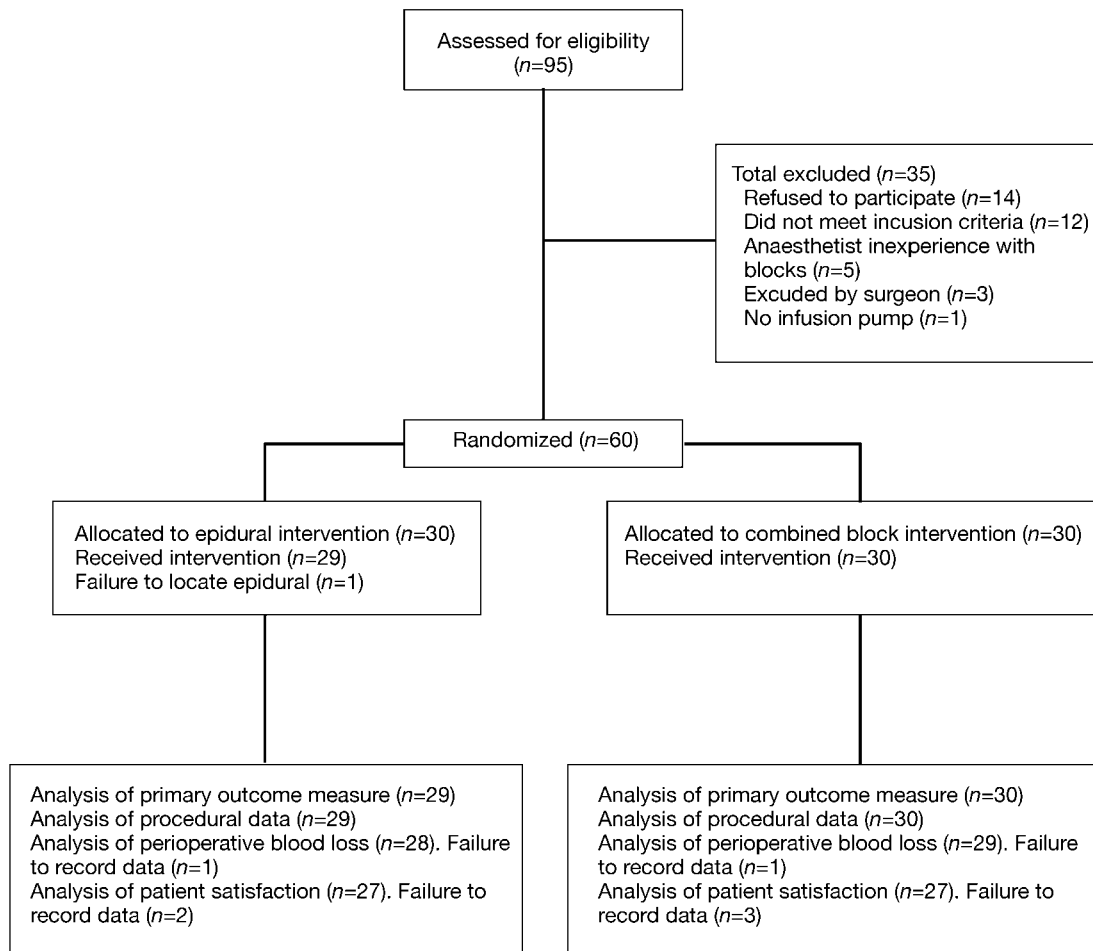 Assessed for eligibility
(n=95)
Total excluded (n=35)
Refused to participate (n=14)
Did not meet incusion criteria (n=12)
Anaesthetist inexperience with
blocks (n=5)
Excuded by surgeon (n=3)
No infusion pump (n=1)
Randomized (n=60)
Allocated to epidural intervention (n=30)
Received intervention (n=29)
Failure to locate epidural (n=1)
Allocated to combined block intervention (n=30)
Received intervention (n=30)
Analysis of primary outcome measure (n=29)
Analysis of procedural data (n=29)
Analysis of perioperative blood loss (n=28). Failure
to record data (n=1)
Analysis of patient satisfaction (n=27). Failure to
record data (n=2)
Analysis of primary outcome measure (n=30)
Analysis of procedural data (n=30)
Analysis of perioperative blood loss (n=29). Failure
to record data (n=1)
Analysis of patient satisfaction (n=27). Failure to
record data (n=3)